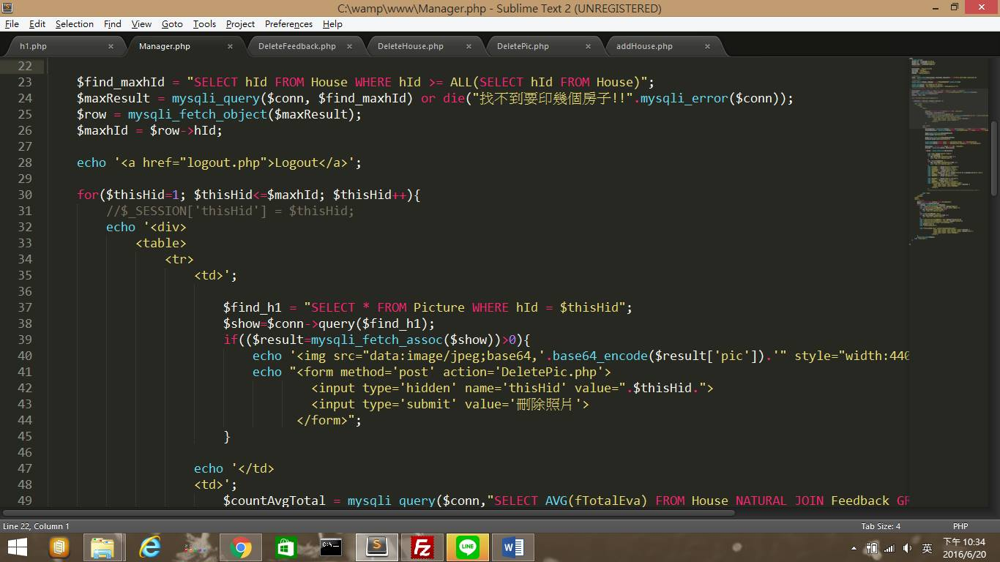 C:\wamp\www\Manager.php - Sublime Text 2 (UNREGISTERED)
File Edit Selection Find View Goto Tools Project Preferences Help
h1.php × Manager.php × DeleteFeedback.php × DeleteHouse.php × DeletePic.php × addHouse.php ×
22
23 $find_maxhId = "SELECT hId FROM House WHERE hId >= ALL(SELECT hId FROM House)";
24 $maxResult = mysqli_query($conn, $find_maxhId) or die("找不到要印幾個房子!!".mysqli_error($conn));
25 $row = mysqli_fetch_object($maxResult);
26 $maxhId = $row->hId;
27
28 echo '<a href="logout.php">Logout</a>';
29
30 for($thisHid=1; $thisHid<=$maxhId; $thisHid++){
31 //$_SESSION['thisHid'] = $thisHid;
32 echo '<div>
33 <table>
34 <tr>
35 <td>';
36
37 $find_h1 = "SELECT * FROM Picture WHERE hId = $thisHid";
38 $show=$conn->query($find_h1);
39 if(($result=mysqli_fetch_assoc($show))>0){
40 echo '<img src="data:image/jpeg;base64,'.base64_encode($result['pic']).'" style="width:440
41 echo "<form method='post' action='DeletePic.php'>
42 <input type='hidden' name='thisHid' value=".$thisHid.">
43 <input type='submit' value='刪除照片'>
44 </form>";
45 }
46
47 echo '</td>
48 <td>';
49 $countAvgTotal = mysqli_query($conn,"SELECT AVG(fTotalEva) FROM House NATURAL JOIN Feedback GR
Line 22, Column 1 Tab Size: 4 PHP
英 下午 10:34
2016/6/20